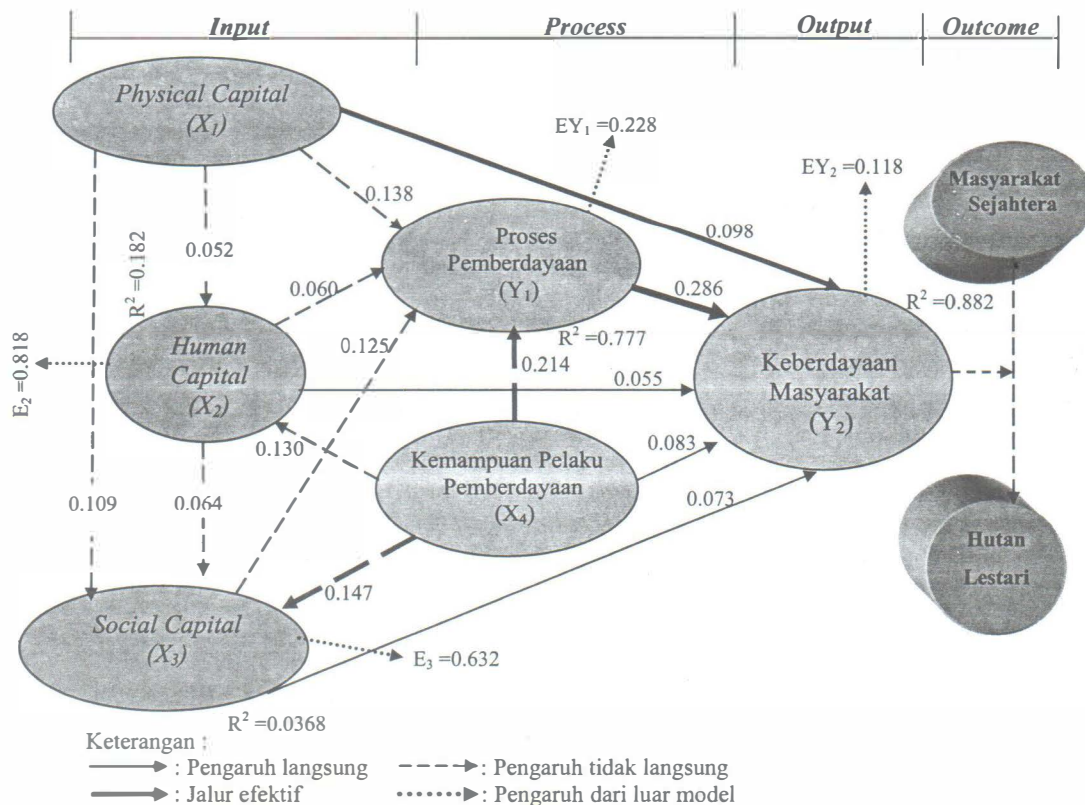 Input
Process
Output
Outcome
Physical Capital
(X1)
EY1 =0.228
EY2 =0.118
Masyarakat
Sejahtera
0.138
0.098
Proses
Pemberdayaan
(Y1)
0.052
R² =0.182
0.060
0.286
R² =0.882
R² =0.777
0.125
E2 =0.818
Human
Capital
(X2)
0.214
0.055
Keberdayaan
Masyarakat
(Y2)
0.130
Kemampuan Pelaku
Pemberdayaan
(X4)
0.083
0.073
0.109
0.064
0.147
Hutan
Lestari
Social Capital
(X3)
E3 =0.632
R² =0.0368
Keterangan :
: Pengaruh langsung
: Pengaruh tidak langsung
: Jalur efektif
: Pengaruh dari luar model